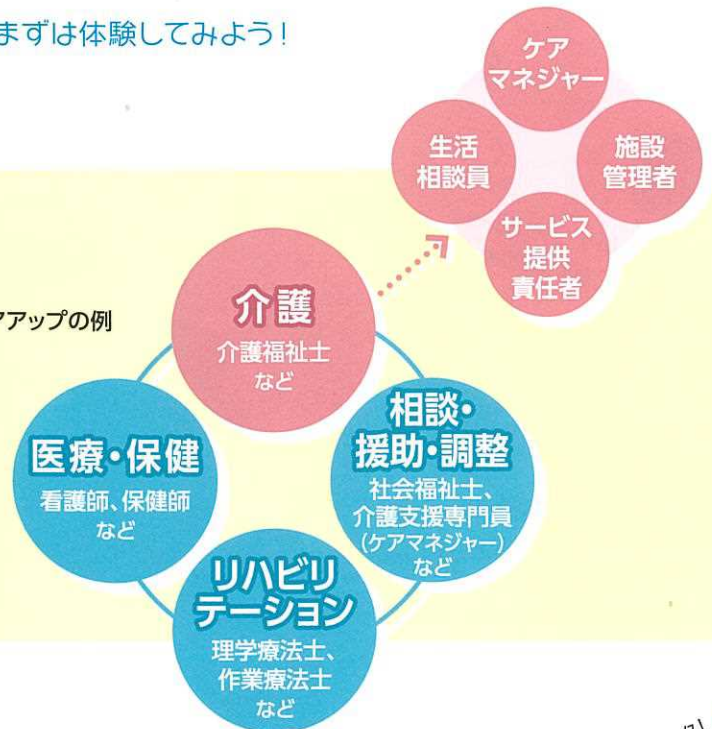 まずは体験してみよう!
ケア
マネジャー
生活
相談員
施設
管理者
サービス
提供
責任者
アップの例
介護
介護福祉士
など
医療・保健
看護師、保健師
など
相談・
援助・調整
社会福祉士、
介護支援専門員
(ケアマネジャー)
など
リハビリ
テーション
理学療法士、
作業療法士
など